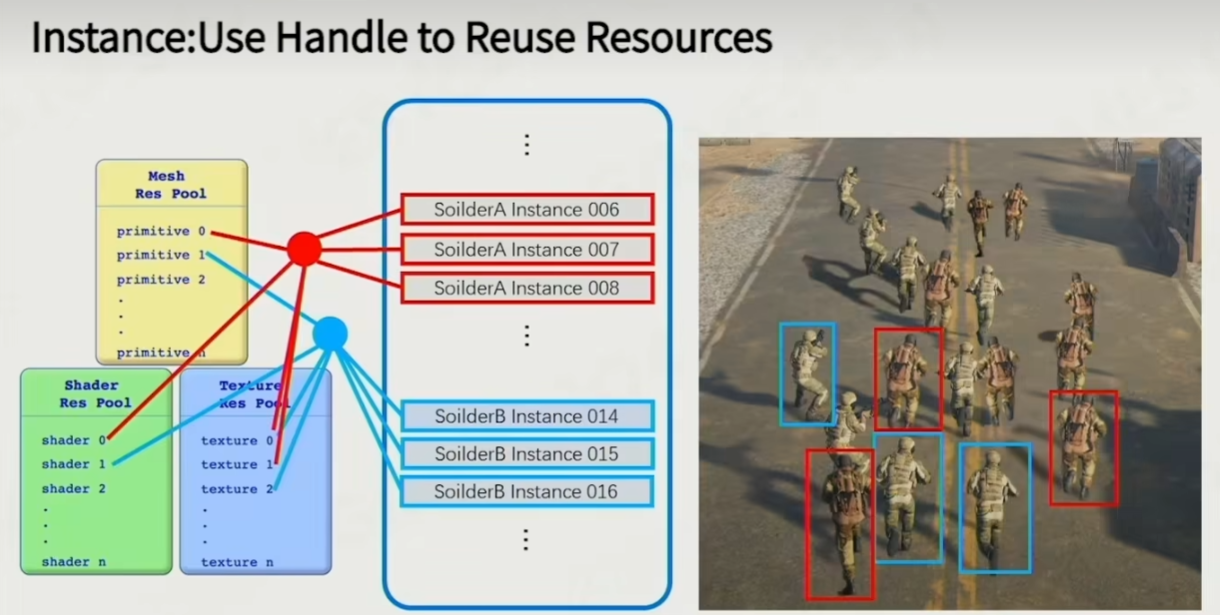 Instance:Use Handle to Reuse Resources
Mesh
Res Pool
primitive 0
primitive 1
primitive 2
.
.
.
primitive n
Shader
Res Pool
shader 0
shader 1
shader 2
.
.
.
shader n
Texture
Res Pool
texture 0
texture 1
texture 2
.
.
.
texture n
⋮
SoilderA Instance 006
SoilderA Instance 007
SoilderA Instance 008
⋮
SoilderB Instance 014
SoilderB Instance 015
SoilderB Instance 016
⋮